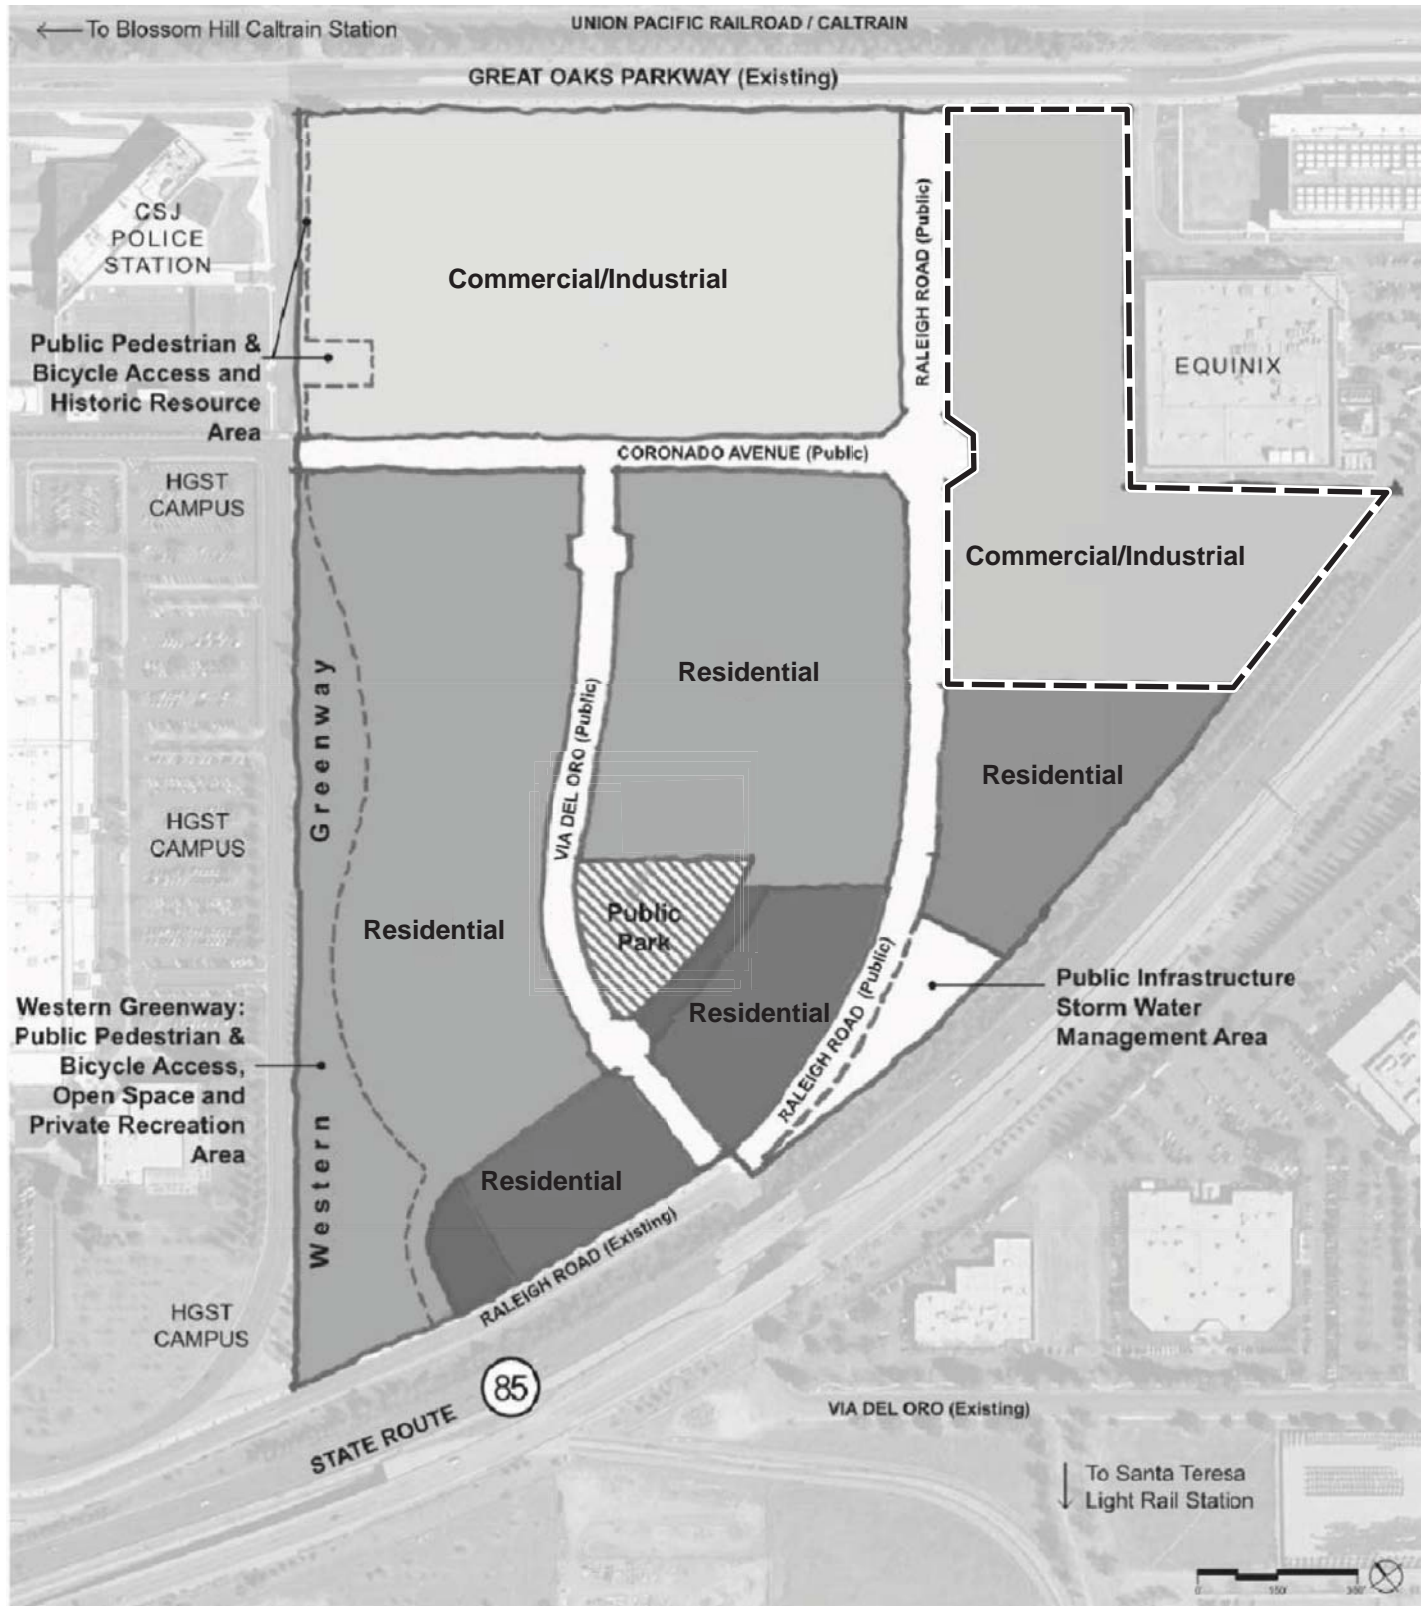 To Blossom Hill Caltrain Station
UNION PACIFIC RAILROAD / CALTRAIN
GREAT OAKS PARKWAY (Existing)
CSJ
POLICE
STATION
Commercial/Industrial
RALEIGH ROAD (Public)
EQUINIX
Public Pedestrian &
Bicycle Access and
Historic Resource
Area
CORONADO AVENUE (Public)
HGST
CAMPUS
Commercial/Industrial
Residential
Greenway
VIA DEL ORO (Public)
Residential
HGST
CAMPUS
Residential
Public
Park
Residential
RALEIGH ROAD (Public)
Public Infrastructure
Storm Water
Management Area
Western Greenway:
Public Pedestrian &
Bicycle Access,
Open Space and
Private Recreation
Area
Western
Residential
RALEIGH ROAD (Existing)
HGST
CAMPUS
85
STATE ROUTE
VIA DEL ORO (Existing)
To Santa Teresa
Light Rail Station
0 150' 300'